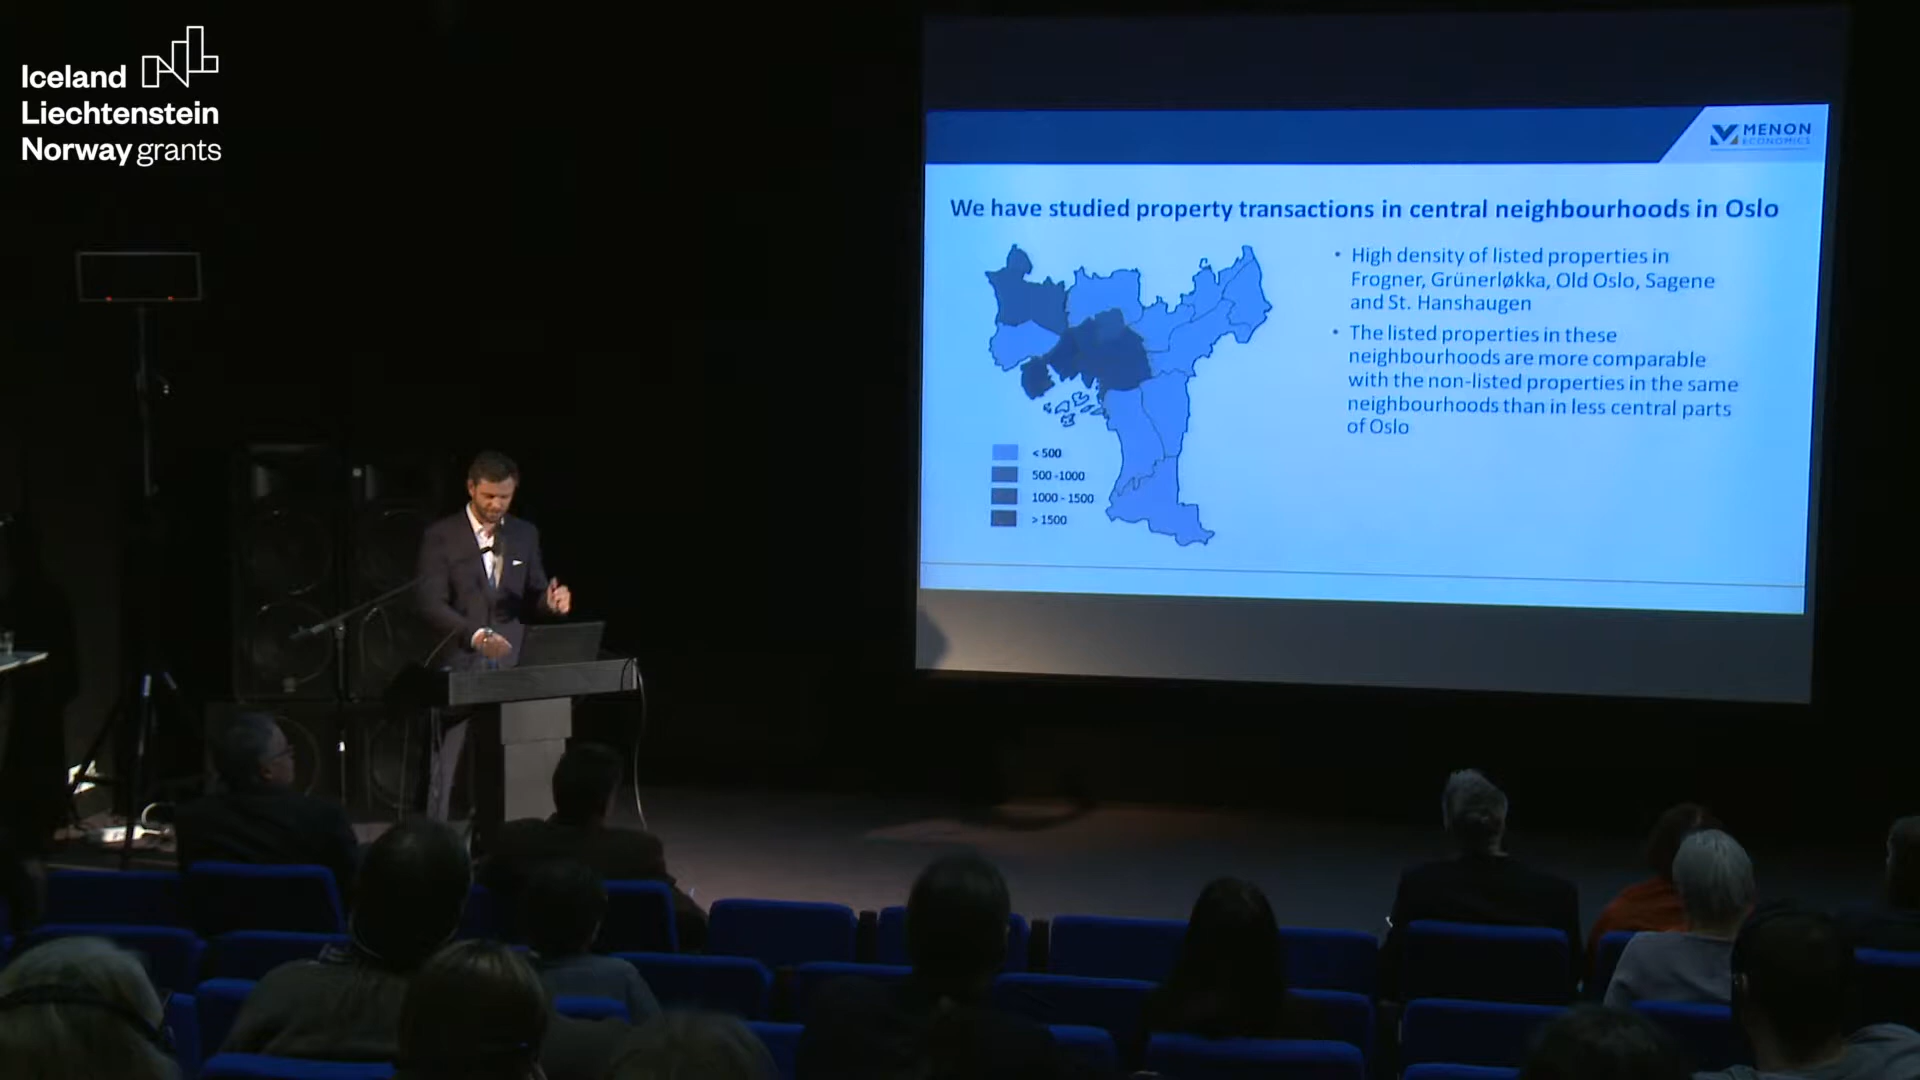 Iceland
Liechtenstein
Norway grants
MENON
ECONOMICS
We have studied property transactions in central neighbourhoods in Oslo
• High density of listed properties in
Frogner, Grünerløkka, Old Oslo, Sagene
and St. Hanshaugen
• The listed properties in these
neighbourhoods are more comparable
with the non-listed properties in the same
neighbourhoods than in less central parts
of Oslo
< 500
500 -1000
1000 - 1500
> 1500